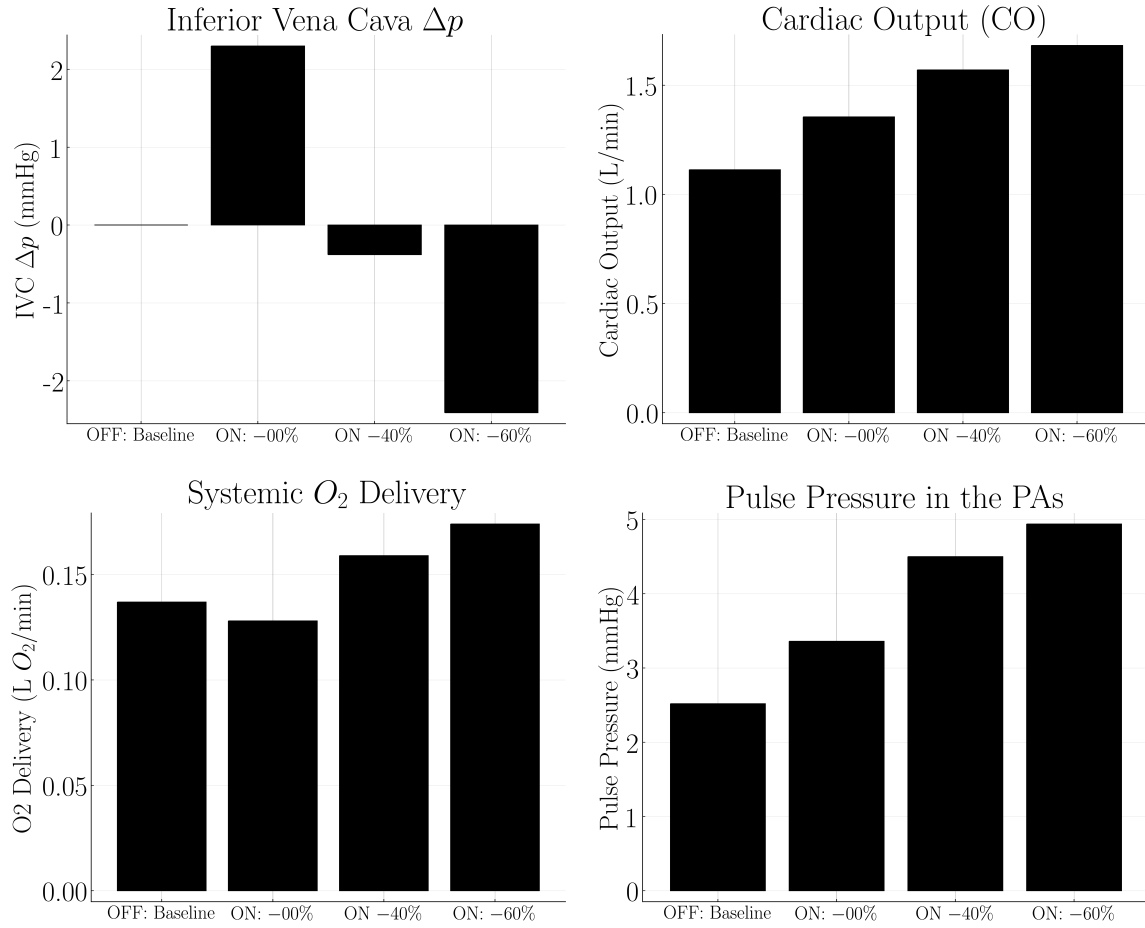 Inferior Vena Cava Δp
IVC Δp (mmHg)
2
1
0
-1
-2
OFF: Baseline
ON: −00%
ON −40%
ON: −60%
Cardiac Output (CO)
Cardiac Output (L/min)
1.5
1.0
0.5
0.0
OFF: Baseline
ON: −00%
ON −40%
ON: −60%
Systemic O₂ Delivery
O2 Delivery (L O₂/min)
0.15
0.10
0.05
0.00
OFF: Baseline
ON: −00%
ON −40%
ON: −60%
Pulse Pressure in the PAs
Pulse Pressure (mmHg)
5
4
3
2
1
0
OFF: Baseline
ON: −00%
ON −40%
ON: −60%